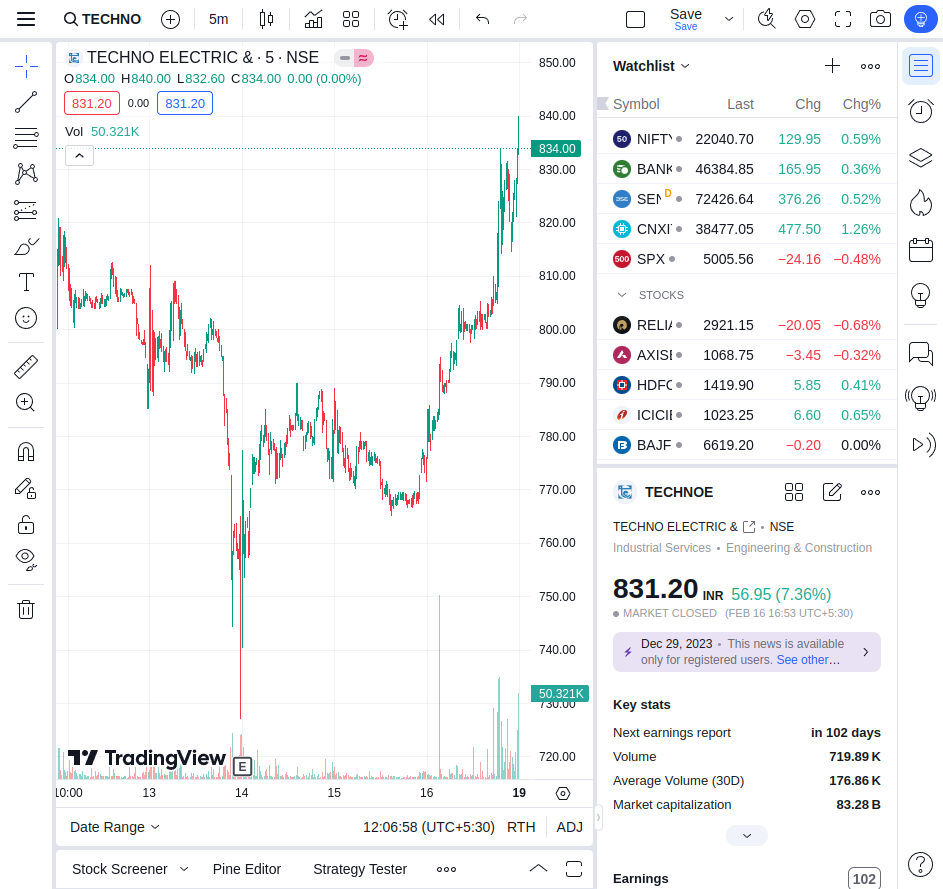 TECHNO 5m Save
Save
TECHNO ELECTRIC & · 5 · NSE
O834.00 H840.00 L832.60 C834.00 0.00 (0.00%)
831.20 0.00 831.20
Vol 50.321K
850.00
840.00
834.00
830.00
820.00
810.00
800.00
790.00
780.00
770.00
760.00
750.00
740.00
50.321K
730.00
720.00
TradingView
E
10:00 13 14 15 16 19
Date Range 12:06:58 (UTC+5:30) RTH ADJ
Stock Screener Pine Editor Strategy Tester
Watchlist
Symbol Last Chg Chg%
50 NIFTY 22040.70 129.95 0.59%
BANK 46384.85 165.95 0.36%
SEN D 72426.64 376.26 0.52%
CNXI 38477.05 477.50 1.26%
500 SPX 5005.56 −24.16 −0.48%
STOCKS
RELIA 2921.15 −20.05 −0.68%
AXISB 1068.75 −3.45 −0.32%
HDFC 1419.90 5.85 0.41%
ICICIE 1023.25 6.60 0.65%
BAJF 6619.20 −0.20 0.00%
TECHNOE
TECHNO ELECTRIC & • NSE
Industrial Services • Engineering & Construction
831.20 INR 56.95 (7.36%)
MARKET CLOSED (FEB 16 16:53 UTC+5:30)
Dec 29, 2023 • This news is available
only for registered users. See other…
Key stats
Next earnings report in 102 days
Volume 719.89 K
Average Volume (30D) 176.86 K
Market capitalization 83.28 B
Earnings 102